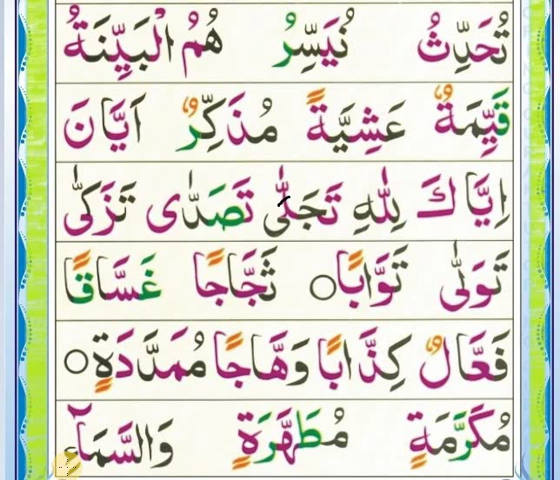 تُحَدِّثُ نُيَسِّرُ هُمُ الْبَيِّنَةُ
قَيِّمَةٌ عَشِيَّةً مُذَكِّرٌ اَيَّانَ
اِيَّاكَ لِلّٰهِ تَجَلّٰى تَصَدّٰى تَزَكّٰى
تَوَلّٰى تَوَّابًا ثَجَّاجًا غَسَّاقًا
فَعَّالٌ كِذَّابًا وَهَّاجًا مُمَدَّدَةٍ
مُكَرَّمَةٍ مُطَهَّرَةٍ وَالسَّمَآءِ